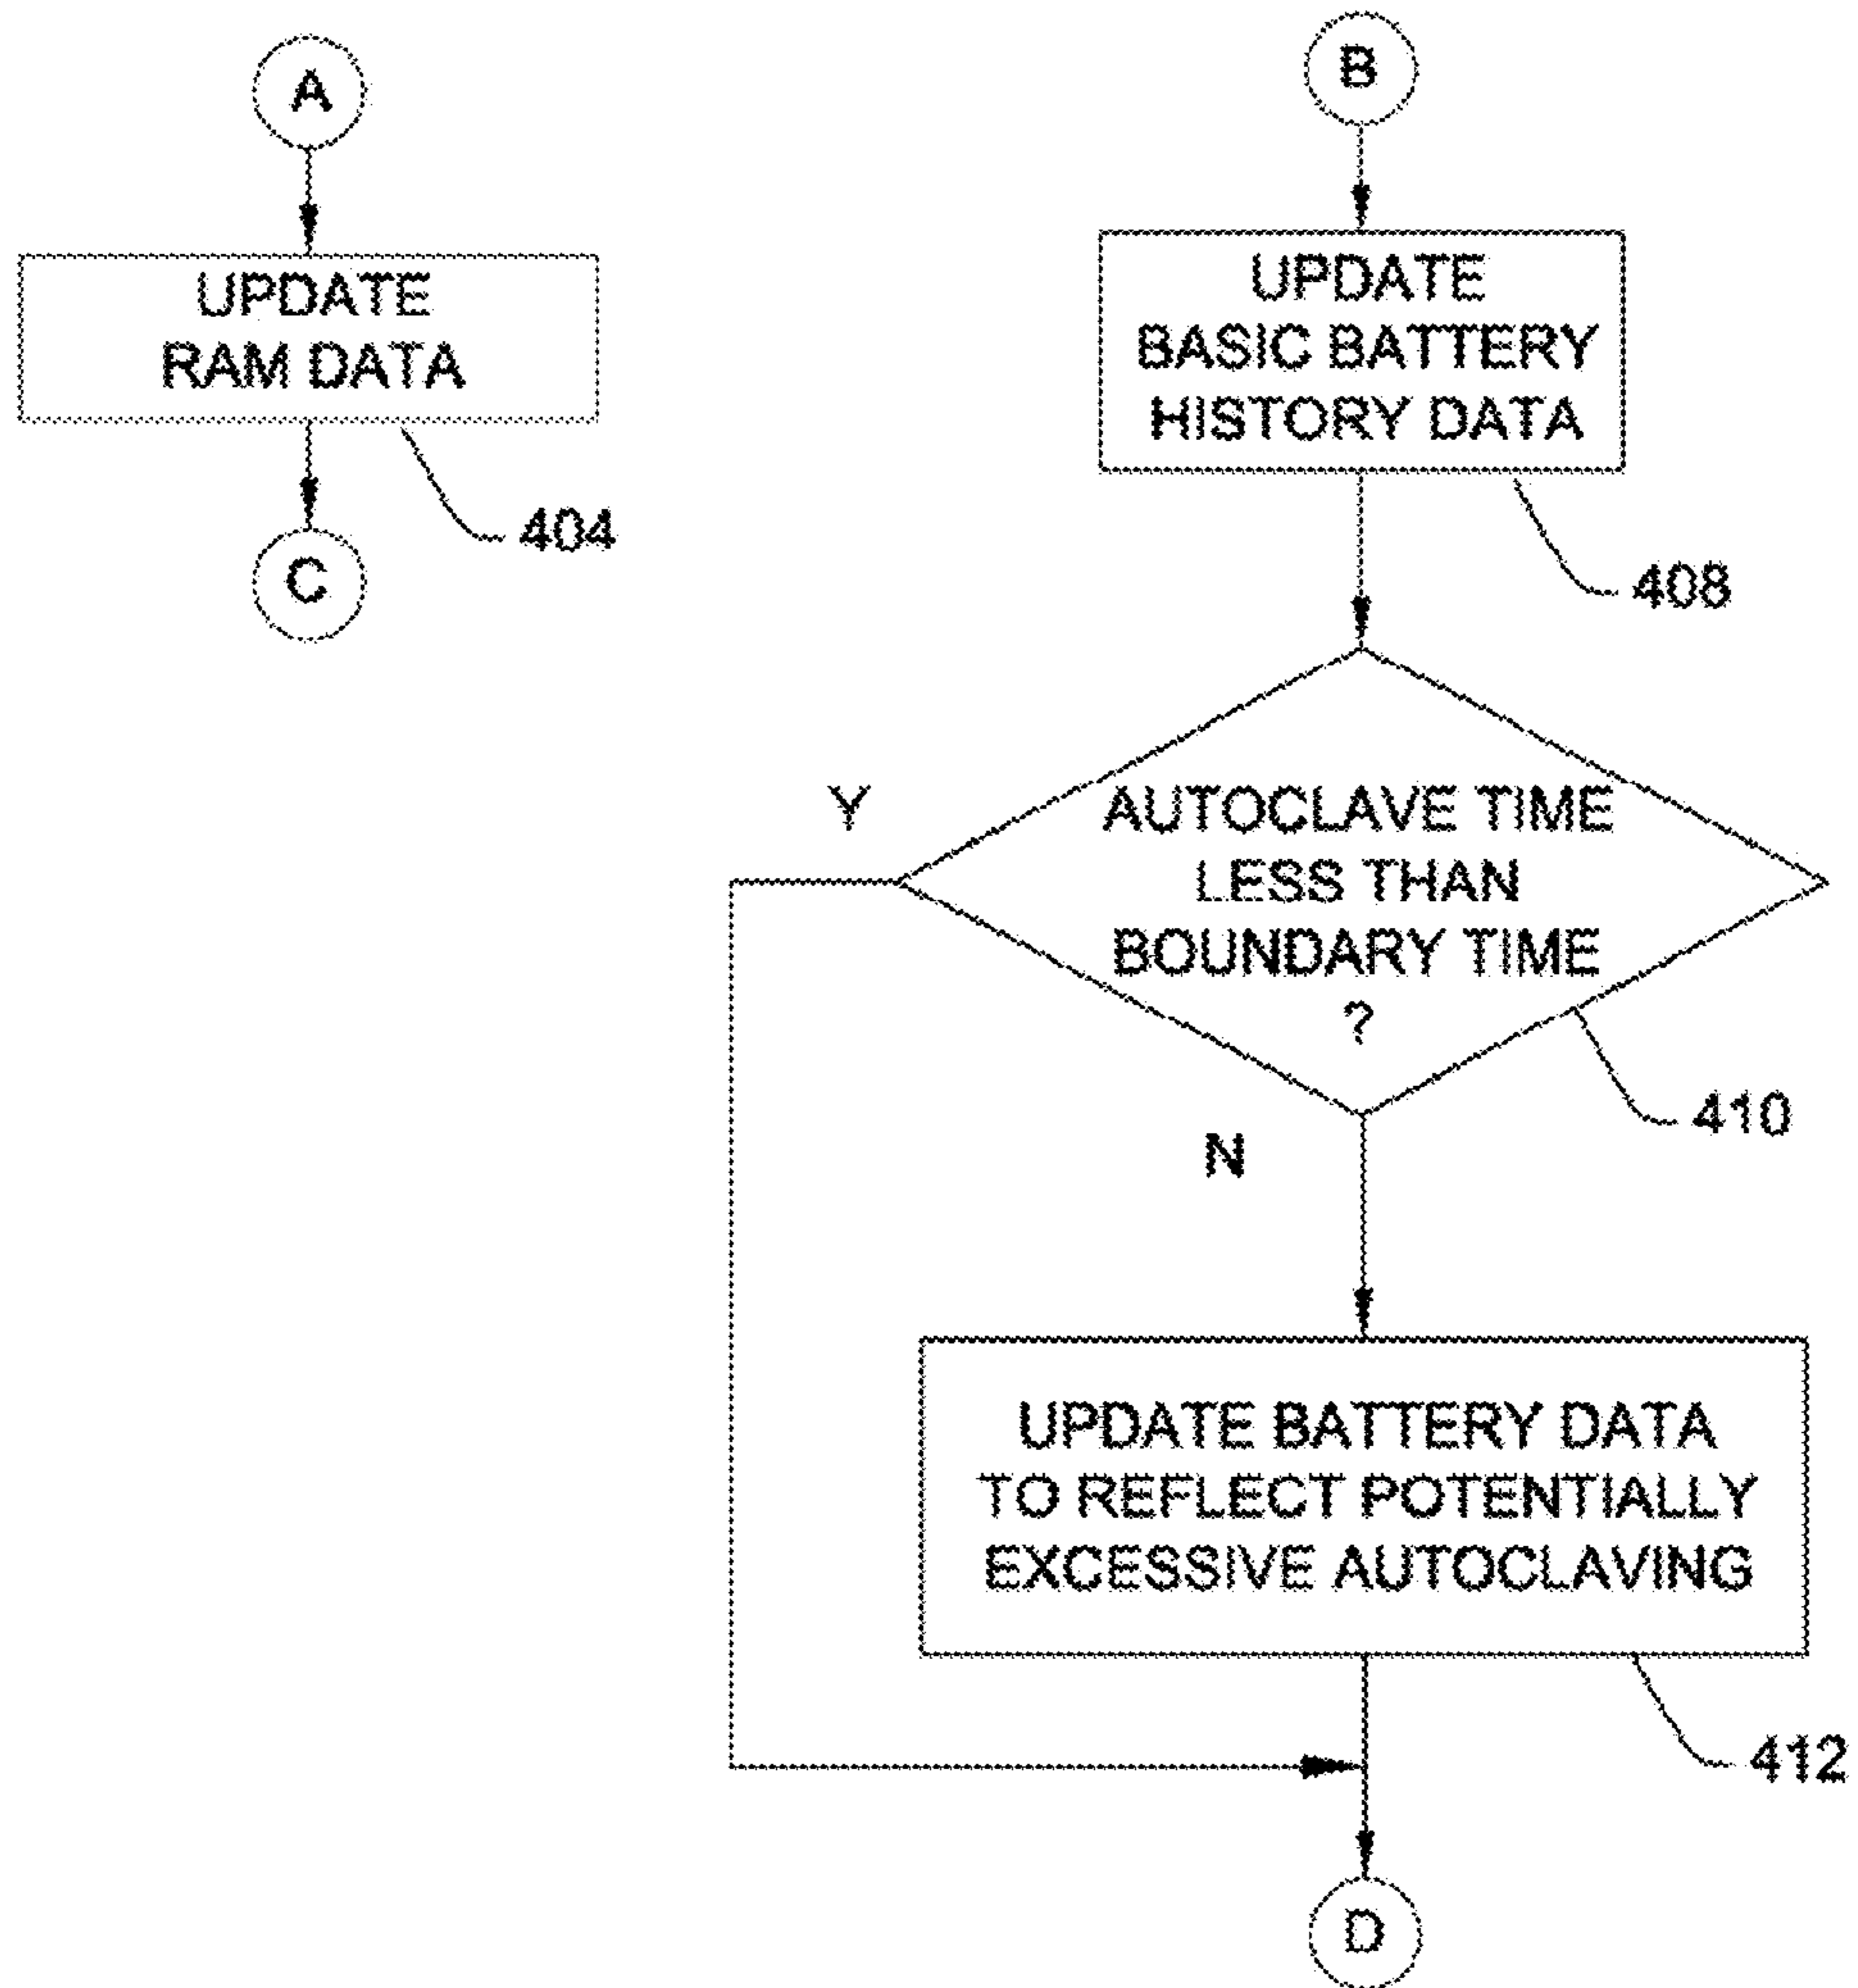 A
UPDATE
RAM DATA
404
C
B
UPDATE
BASIC BATTERY
HISTORY DATA
408
Y
AUTOCLAVE TIME
LESS THAN
BOUNDARY TIME
?
410
N
UPDATE BATTERY DATA
TO REFLECT POTENTIALLY
EXCESSIVE AUTOCLAVING
412
D